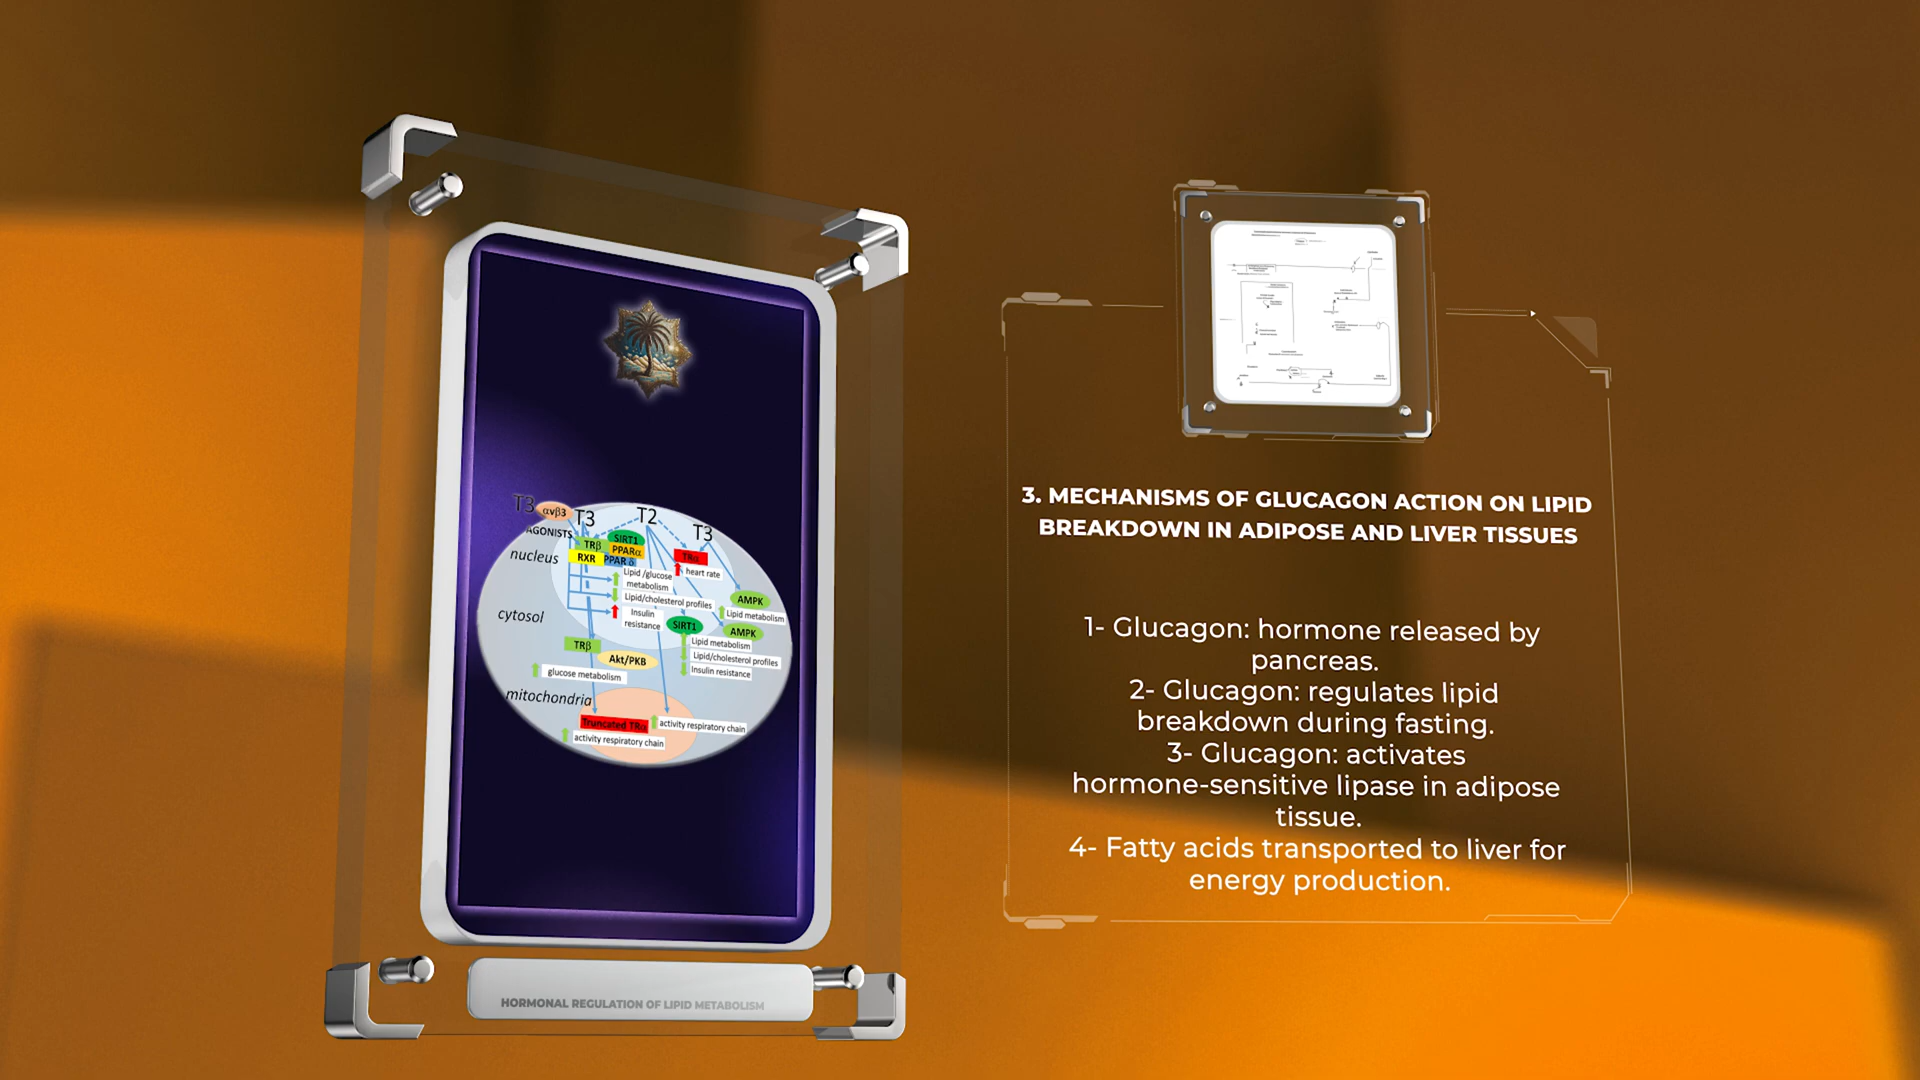 T3
αvβ3
T3
T2
T3
AGONISTS
TRβ
SIRT1
PPARα
RXR
PPAR δ
TRα
nucleus
heart rate
Lipid /glucose
metabolism
Lipid/cholesterol profiles
Insulin
resistance
AMPK
Lipid metabolism
cytosol
SIRT1
AMPK
Lipid metabolism
Lipid/cholesterol profiles
Insulin resistance
TRβ
Akt/PKB
glucose metabolism
mitochondria
Truncated TRα
activity respiratory chain
activity respiratory chain
HORMONAL REGULATION OF LIPID METABOLISM
3. MECHANISMS OF GLUCAGON ACTION ON LIPID
BREAKDOWN IN ADIPOSE AND LIVER TISSUES
1- Glucagon: hormone released by
pancreas.
2- Glucagon: regulates lipid
breakdown during fasting.
3- Glucagon: activates
hormone-sensitive lipase in adipose
tissue.
4- Fatty acids transported to liver for
energy production.